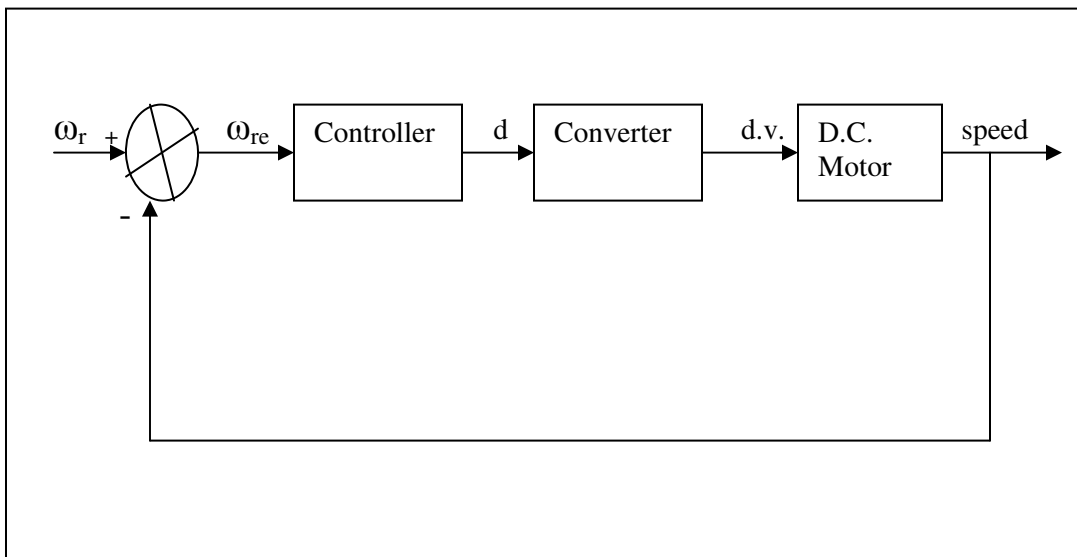 ωr + ωre Controller d Converter d.v. D.C. speed
Motor
-